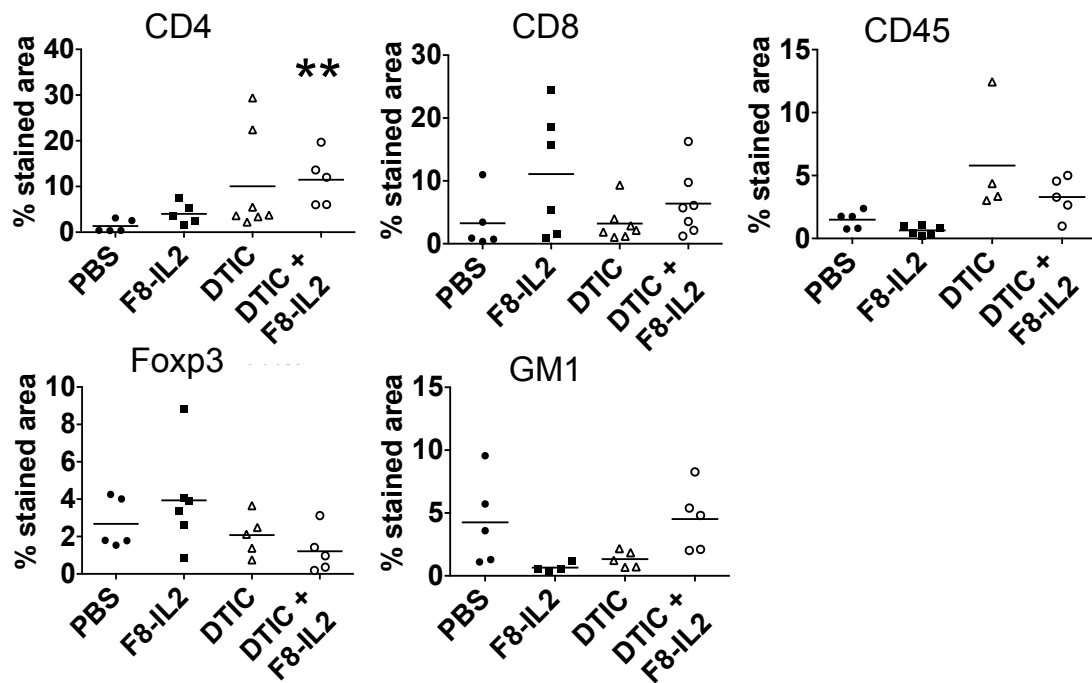 CD4
% stained area
40
30
20
10
0
**
PBS
F8-IL2
DTIC
DTIC +
F8-IL2
CD8
% stained area
30
20
10
0
PBS
F8-IL2
DTIC
DTIC +
F8-IL2
CD45
% stained area
15
10
5
0
PBS
F8-IL2
DTIC
DTIC +
F8-IL2
Foxp3
% stained area
10
8
6
4
2
0
PBS
F8-IL2
DTIC
DTIC +
F8-IL2
GM1
% stained area
15
10
5
0
PBS
F8-IL2
DTIC
DTIC +
F8-IL2